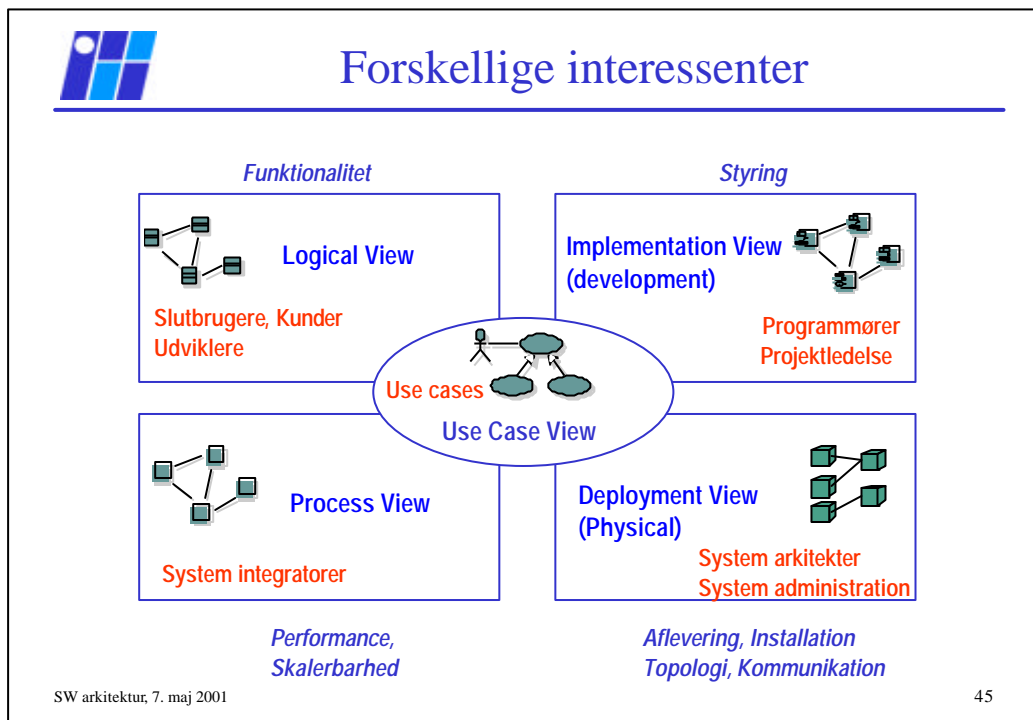 Forskellige interessenter
Funktionalitet
Styring
Logical View
Slutbrugere, Kunder
Udviklere
Implementation View
(development)
Programmører
Projektledelse
Use cases
Use Case View
Process View
System integratorer
Deployment View
(Physical)
System arkitekter
System administration
Performance,
Skalerbarhed
Aflevering, Installation
Topologi, Kommunikation
SW arkitektur, 7. maj 2001
45